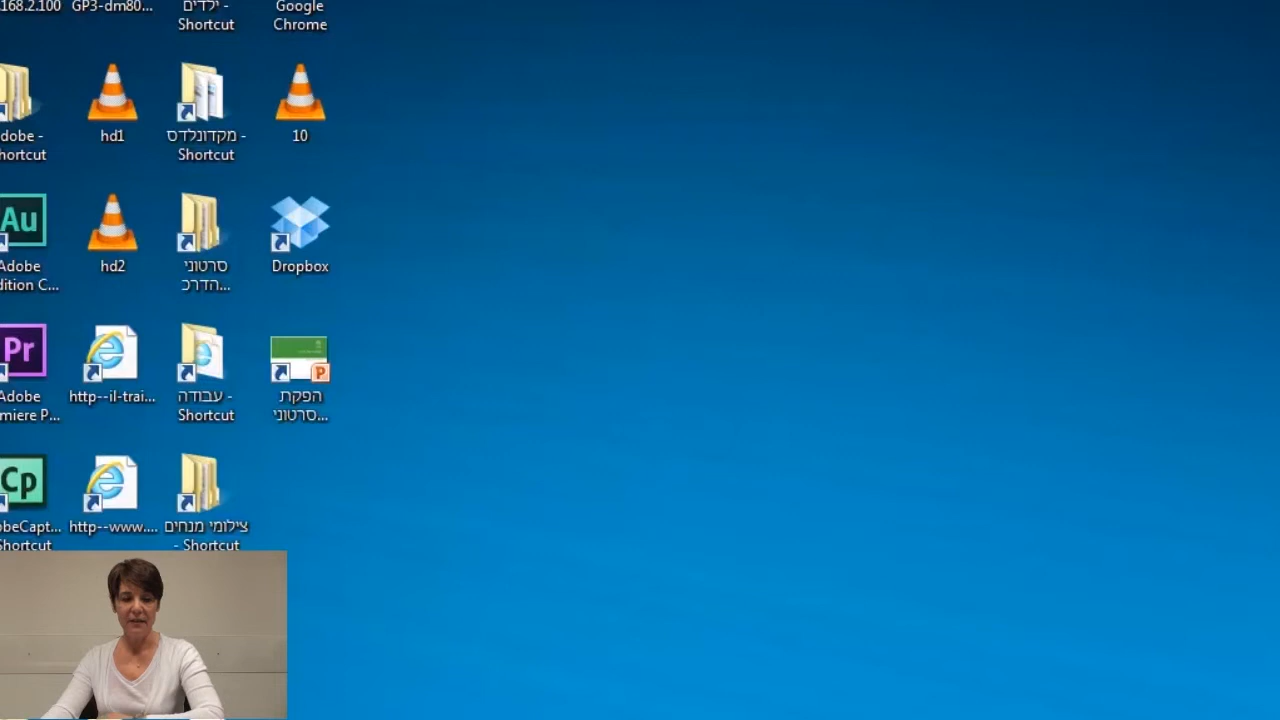 .168.2.100
GP3-dm80...
ילדים -
Shortcut
Google
Chrome
dobe -
hortcut
hd1
מקדונלדס -
Shortcut
10
Au
Adobe
dition C...
hd2
סרטוני
הדרכ...
Dropbox
Pr
Adobe
miere P...
http--il-trai...
עבודה -
Shortcut
P
הפקת
סרטוני...
Cp
obeCapt...
Shortcut
http--www....
צילומי מנחים
- Shortcut